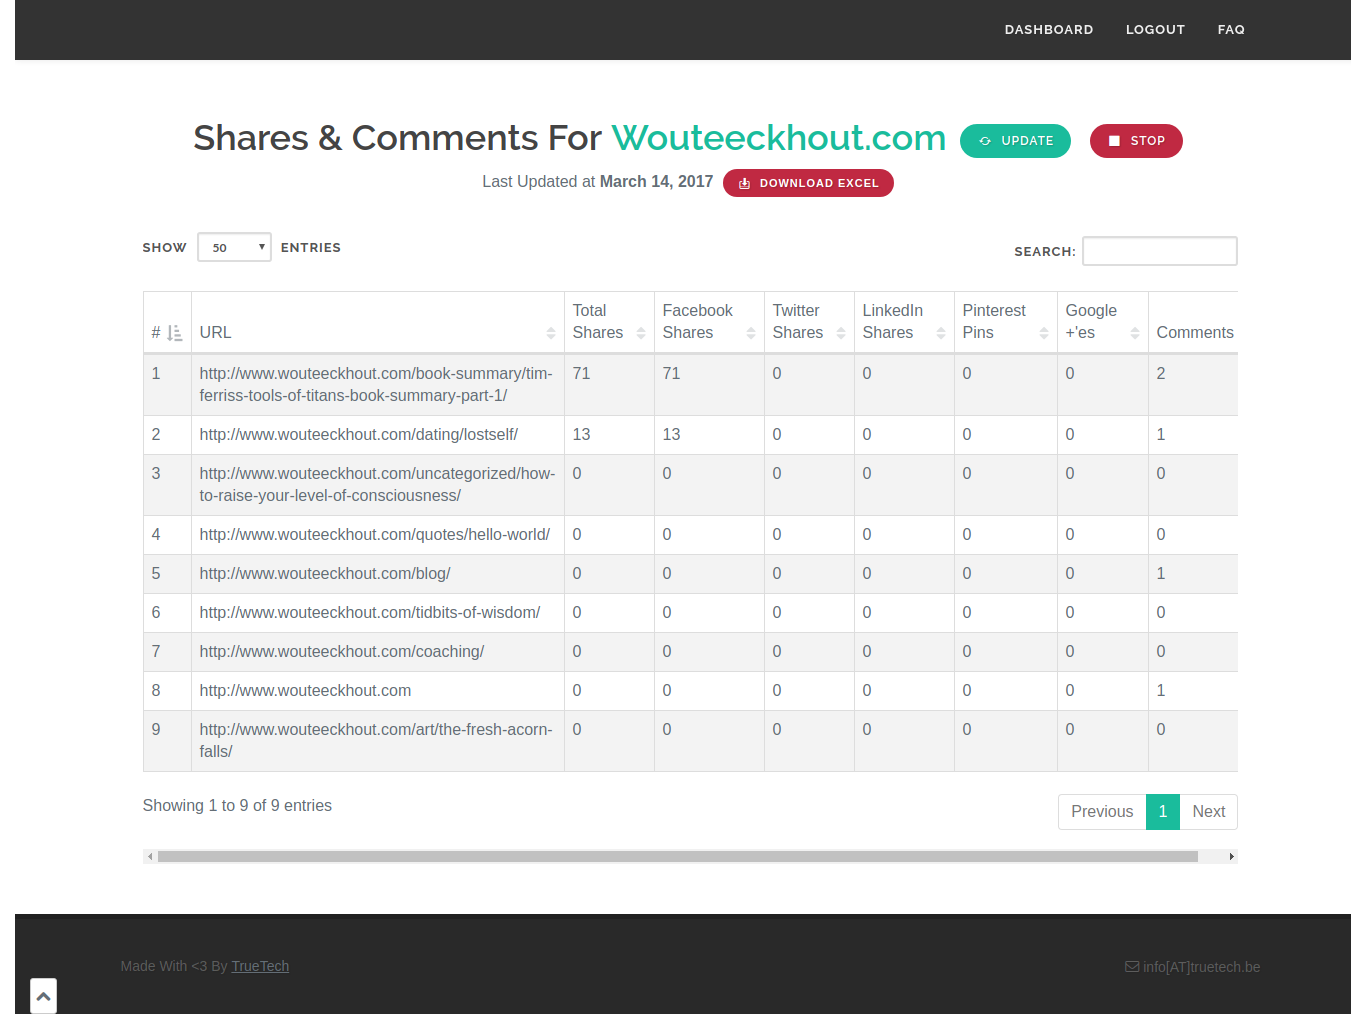 DASHBOARD LOGOUT FAQ
Shares & Comments For Wouteeckhout.com UPDATE STOP
Last Updated at March 14, 2017 DOWNLOAD EXCEL
SHOW 50 ENTRIES SEARCH:
# URL Total Shares Facebook Shares Twitter Shares LinkedIn Shares Pinterest Pins Google +'es Comments
1 http://www.wouteeckhout.com/book-summary/tim- 71 71 0 0 0 0 2
ferriss-tools-of-titans-book-summary-part-1/
2 http://www.wouteeckhout.com/dating/lostself/ 13 13 0 0 0 0 1
3 http://www.wouteeckhout.com/uncategorized/how- 0 0 0 0 0 0 0
to-raise-your-level-of-consciousness/
4 http://www.wouteeckhout.com/quotes/hello-world/ 0 0 0 0 0 0 0
5 http://www.wouteeckhout.com/blog/ 0 0 0 0 0 0 1
6 http://www.wouteeckhout.com/tidbits-of-wisdom/ 0 0 0 0 0 0 0
7 http://www.wouteeckhout.com/coaching/ 0 0 0 0 0 0 0
8 http://www.wouteeckhout.com 0 0 0 0 0 0 1
9 http://www.wouteeckhout.com/art/the-fresh-acorn- 0 0 0 0 0 0 0
falls/
Showing 1 to 9 of 9 entries Previous 1 Next
Made With <3 By TrueTech info[AT]truetech.be